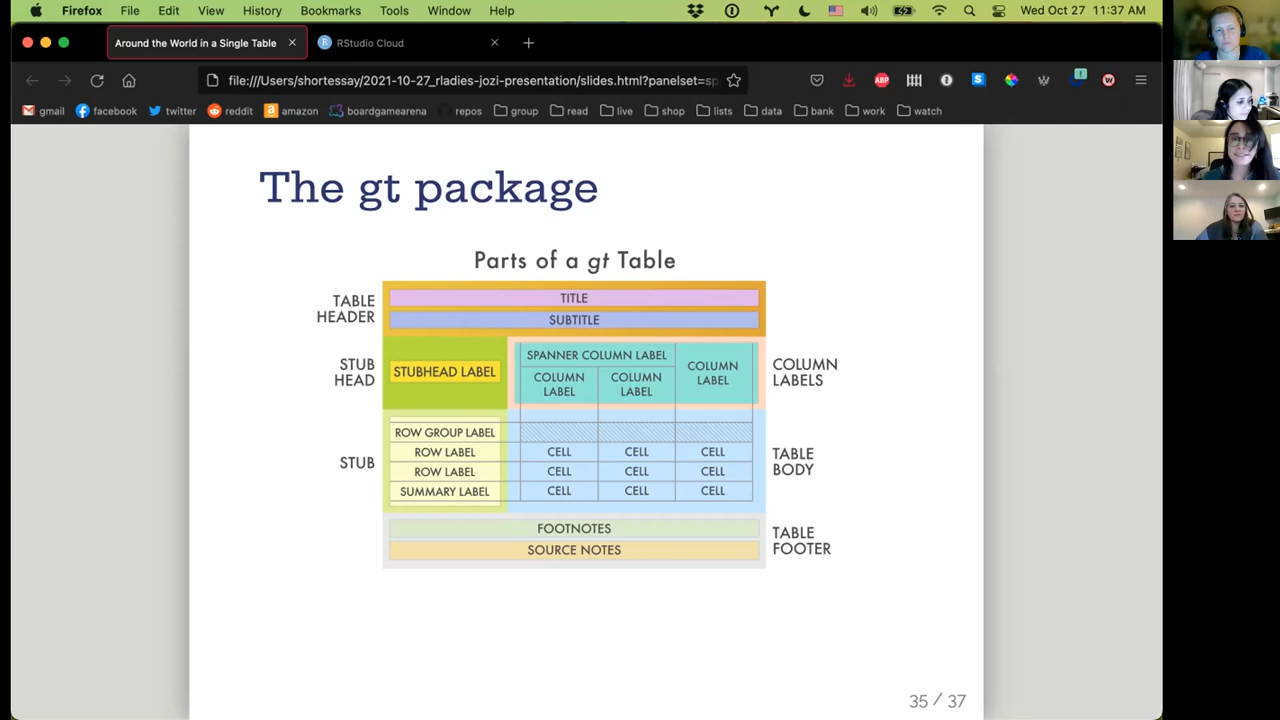 Firefox File Edit View History Bookmarks Tools Window Help Wed Oct 27 11:37 AM
Around the World in a Single Table RStudio Cloud
file:///Users/shortessay/2021-10-27_rladies-jozi-presentation/slides.html?panelset=sp
gmail facebook twitter reddit amazon boardgamearena repos group read live shop lists data bank work watch
The gt package
Parts of a gt Table
TABLE
HEADER
TITLE
SUBTITLE
STUB
HEAD
STUBHEAD LABEL
SPANNER COLUMN LABEL
COLUMN
LABEL
COLUMN
LABEL
COLUMN
LABEL
COLUMN
LABELS
STUB
ROW GROUP LABEL
ROW LABEL CELL CELL CELL
ROW LABEL CELL CELL CELL
SUMMARY LABEL CELL CELL CELL
TABLE
BODY
FOOTNOTES
SOURCE NOTES
TABLE
FOOTER
35 / 37